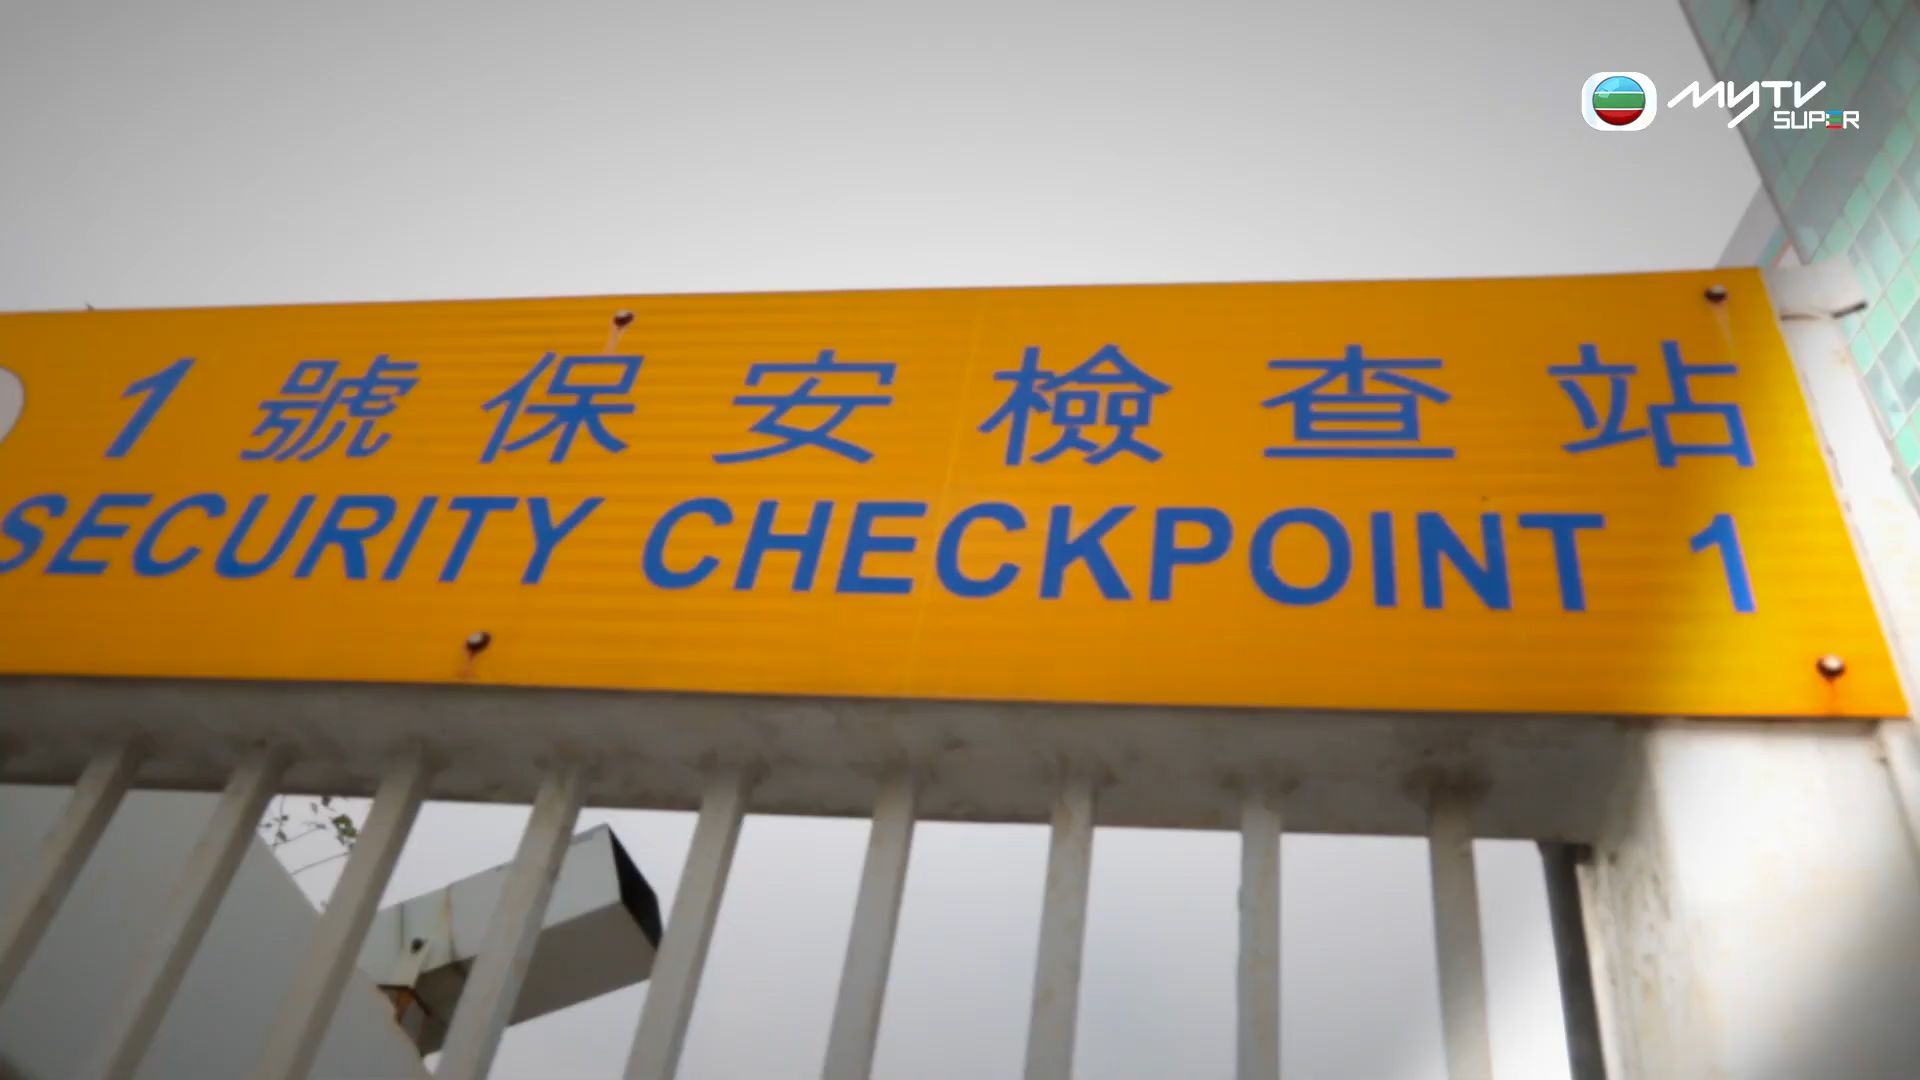 myTV
SUPER
1號保安檢查站
SECURITY CHECKPOINT 1